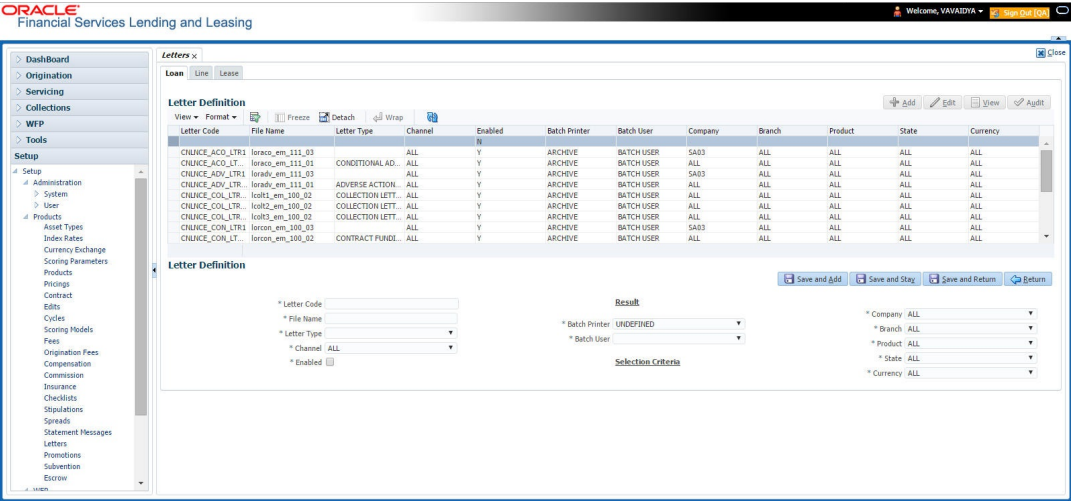 ORACLE®
Financial Services Lending and Leasing
Welcome, VAVAIDYA
Sign Out [QA]
DashBoard
Origination
Servicing
Collections
WFP
Tools
Setup
Setup
Administration
System
User
Products
Asset Types
Index Rates
Currency Exchange
Scoring Parameters
Products
Pricings
Contract
Edits
Cycles
Scoring Models
Fees
Origination Fees
Compensation
Commission
Insurance
Checklists
Stipulations
Spreads
Statement Messages
Letters
Promotions
Subvention
Escrow
WFP
Letters x
Close
Loan Line Lease
Letter Definition
Add Edit View Audit
View Format Freeze Detach Wrap
Letter Code File Name Letter Type Channel Enabled Batch Printer Batch User Company Branch Product State Currency
N
CNLNCE_ACO_LTR1 loraco_em_111_03 ALL Y ARCHIVE BATCH USER SA03 ALL ALL ALL ALL
CNLNCE_ACO_LT... loraco_em_111_01 CONDITIONAL AD... ALL Y ARCHIVE BATCH USER ALL ALL ALL ALL ALL
CNLNCE_ADV_LTR1 loradv_em_111_03 ALL Y ARCHIVE BATCH USER SA03 ALL ALL ALL ALL
CNLNCE_ADV_LTR... loradv_em_111_01 ADVERSE ACTION... ALL Y ARCHIVE BATCH USER ALL ALL ALL ALL ALL
CNLNCE_COL_LTR... lcolt1_em_100_02 COLLECTION LETT... ALL Y ARCHIVE BATCH USER ALL ALL ALL ALL ALL
CNLNCE_COL_LTR... lcolt2_em_100_02 COLLECTION LETT... ALL Y ARCHIVE BATCH USER ALL ALL ALL ALL ALL
CNLNCE_COL_LTR... lcolt3_em_100_02 COLLECTION LETT... ALL Y ARCHIVE BATCH USER ALL ALL ALL ALL ALL
CNLNCE_CON_LTR1 lorcon_em_100_03 ALL Y ARCHIVE BATCH USER SA03 ALL ALL ALL ALL
CNLNCE_CON_LT... lorcon_em_100_02 CONTRACT FUNDI... ALL Y ARCHIVE BATCH USER ALL ALL ALL ALL ALL
Letter Definition
Save and Add Save and Stay Save and Return Return
* Letter Code
* File Name
* Letter Type
* Channel ALL
* Enabled
Result
* Batch Printer UNDEFINED
* Batch User
Selection Criteria
* Company ALL
* Branch ALL
* Product ALL
* State ALL
* Currency ALL